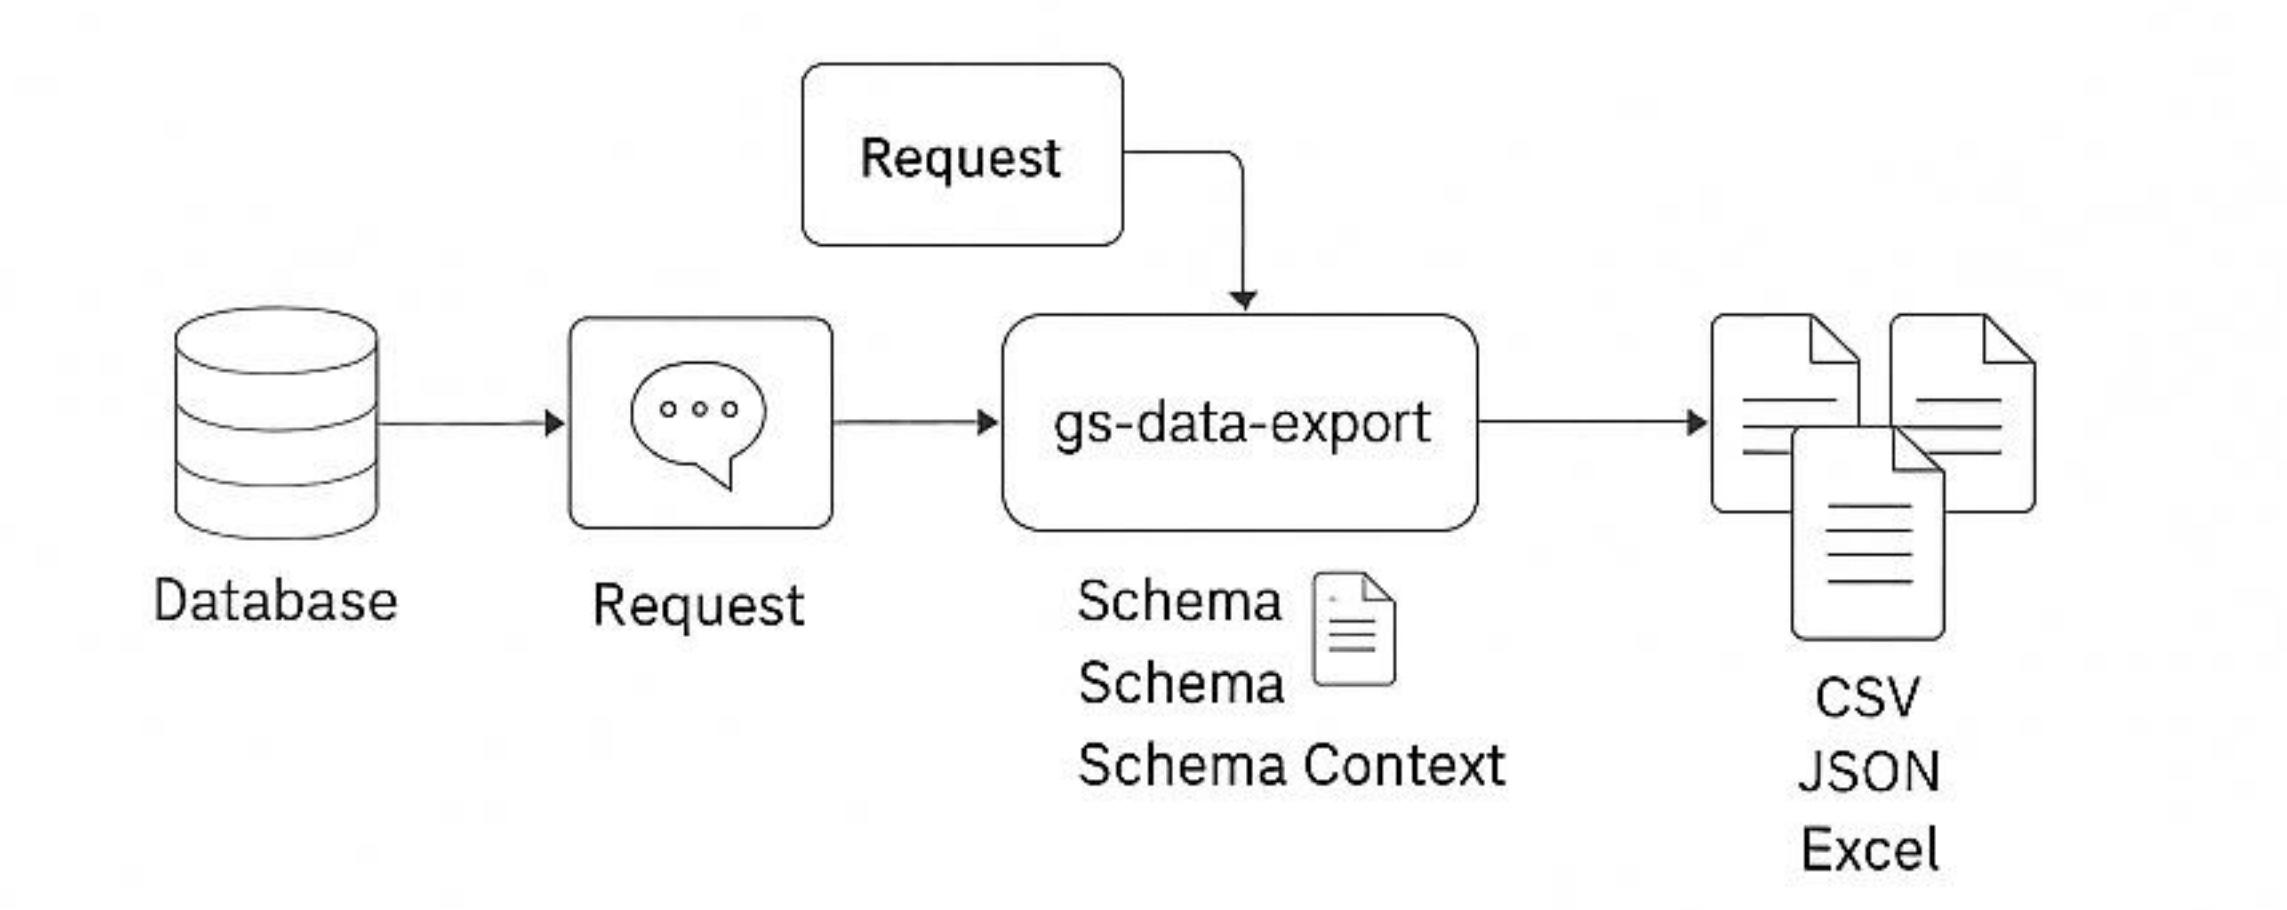 Request
Database
Request
gs-data-export
Schema
Schema
Schema Context
CSV
JSON
Excel